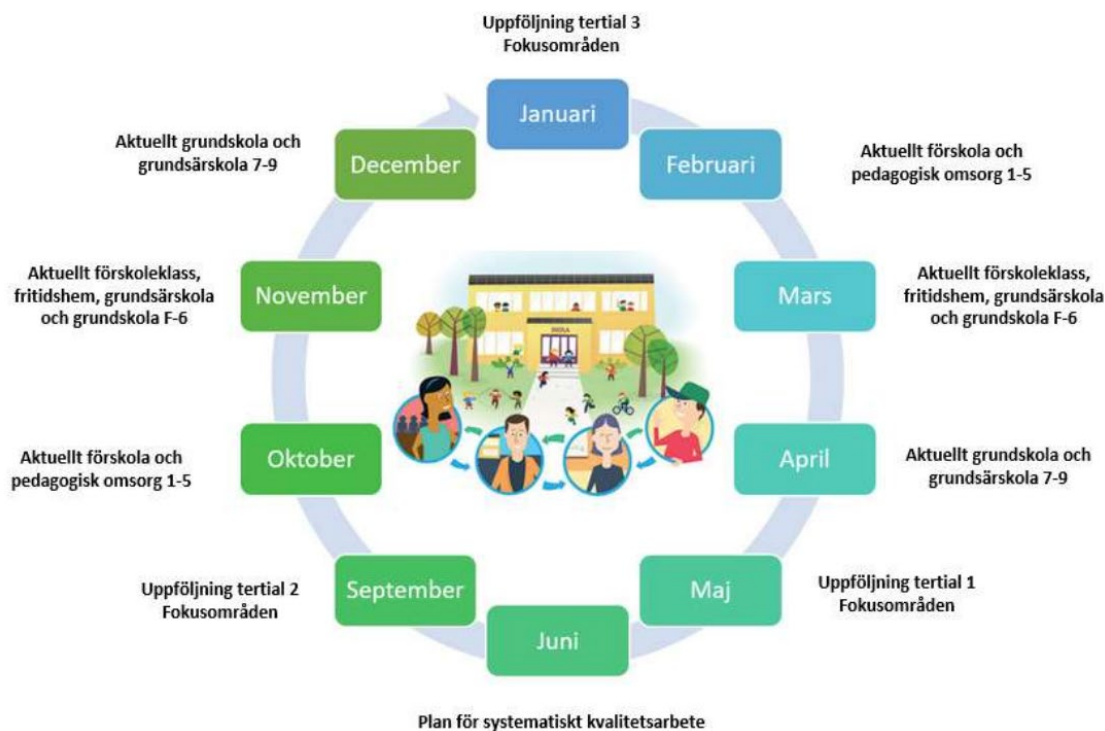 Uppföljning tertial 3
Fokusområden
Januari
Februari
Aktuellt förskola och
pedagogisk omsorg 1-5
Mars
Aktuellt förskoleklass,
fritidshem, grundsärskola
och grundskola F-6
April
Aktuellt grundskola och
grundsärskola 7-9
Maj
Uppföljning tertial 1
Fokusområden
Juni
Plan för systematiskt kvalitetsarbete
September
Uppföljning tertial 2
Fokusområden
Oktober
Aktuellt förskola och
pedagogisk omsorg 1-5
November
Aktuellt förskoleklass,
fritidshem, grundsärskola
och grundskola F-6
December
Aktuellt grundskola och
grundsärskola 7-9
SKOLA